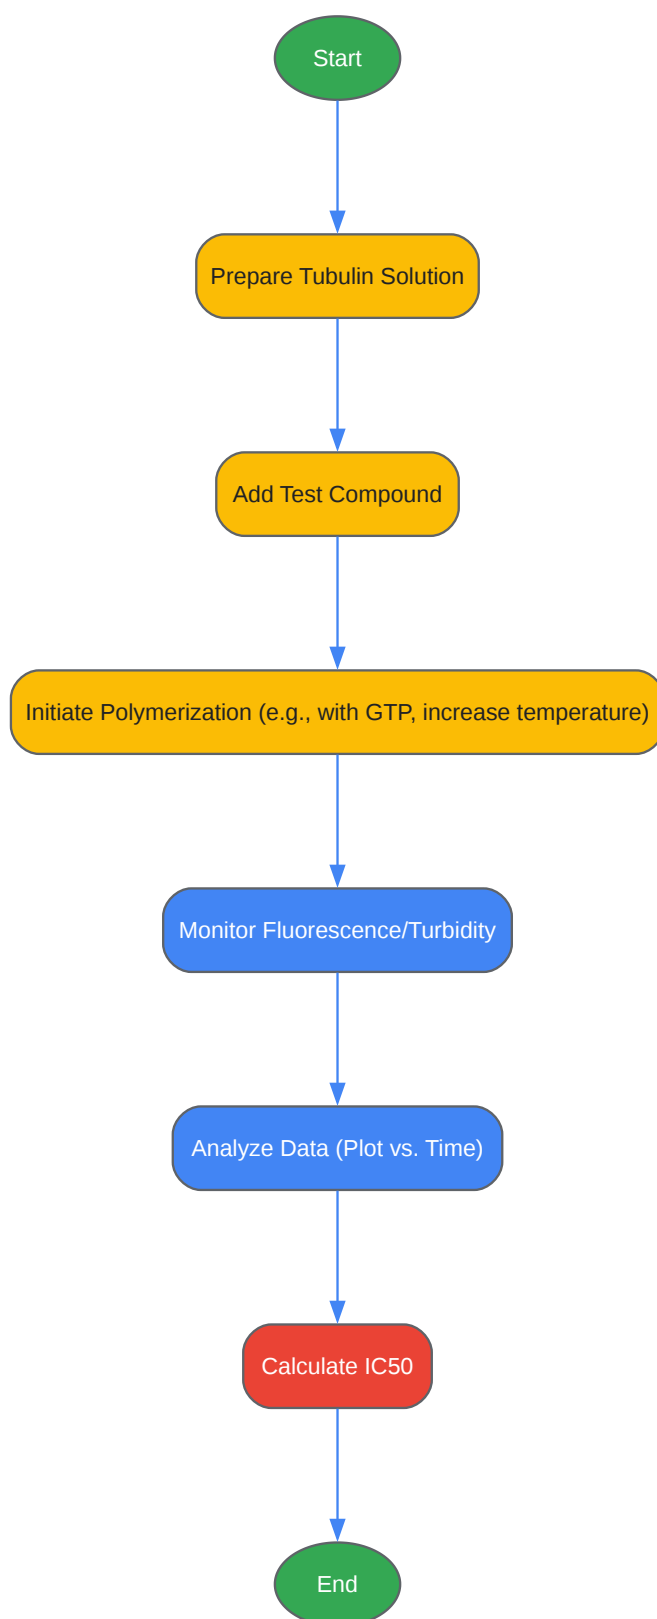 Start
Prepare Tubulin Solution
Add Test Compound
Initiate Polymerization (e.g., with GTP, increase temperature)
Monitor Fluorescence/Turbidity
Analyze Data (Plot vs. Time)
Calculate IC50
End